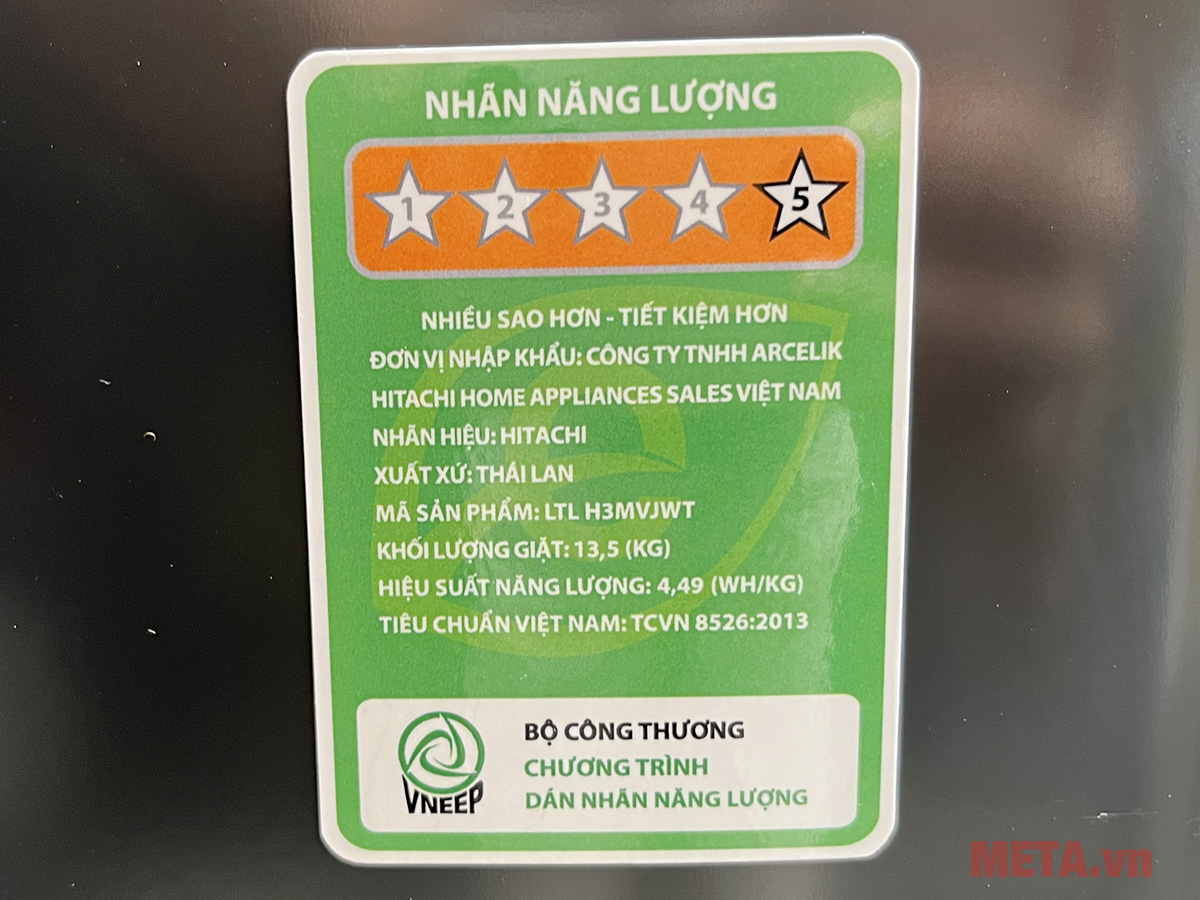 NHÃN NĂNG LƯỢNG
1 2 3 4 5
NHIỀU SAO HƠN - TIẾT KIỆM HƠN
ĐƠN VỊ NHẬP KHẨU: CÔNG TY TNHH ARCELIK
HITACHI HOME APPLIANCES SALES VIỆT NAM
NHÃN HIỆU: HITACHI
XUẤT XỨ: THÁI LAN
MÃ SẢN PHẨM: LTL H3MVJWT
KHỐI LƯỢNG GIẶT: 13,5 (KG)
HIỆU SUẤT NĂNG LƯỢNG: 4,49 (WH/KG)
TIÊU CHUẨN VIỆT NAM: TCVN 8526:2013
VNEEP
BỘ CÔNG THƯƠNG
CHƯƠNG TRÌNH
DÁN NHÃN NĂNG LƯỢNG
META.vn